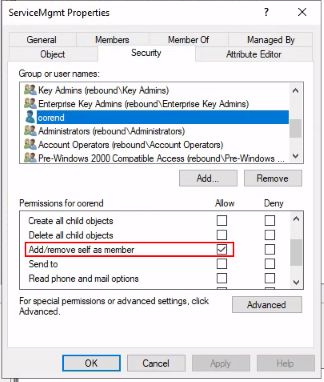 ServiceMgmt Properties ? ×
General Members Member Of Managed By
Object Security Attribute Editor
Group or user names:
Key Admins (rebound\Key Admins)
Enterprise Key Admins (rebound\Enterprise Key Admins)
oorend
Administrators (rebound\Administrators)
Account Operators (rebound\Account Operators)
Pre-Windows 2000 Compatible Access (rebound\Pre-Windows
Add... Remove
Permissions for oorend Allow Deny
Create all child objects
Delete all child objects
Add/remove self as member
Send to
Read phone and mail options
For special permissions or advanced settings, click
Advanced.
Advanced
OK Cancel Apply Help